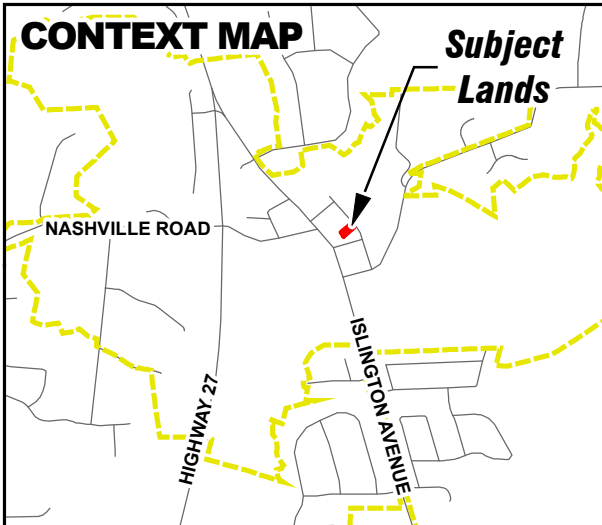 CONTEXT MAP
Subject
Lands
NASHVILLE ROAD
ISLINGTON AVENUE
HIGHWAY 27